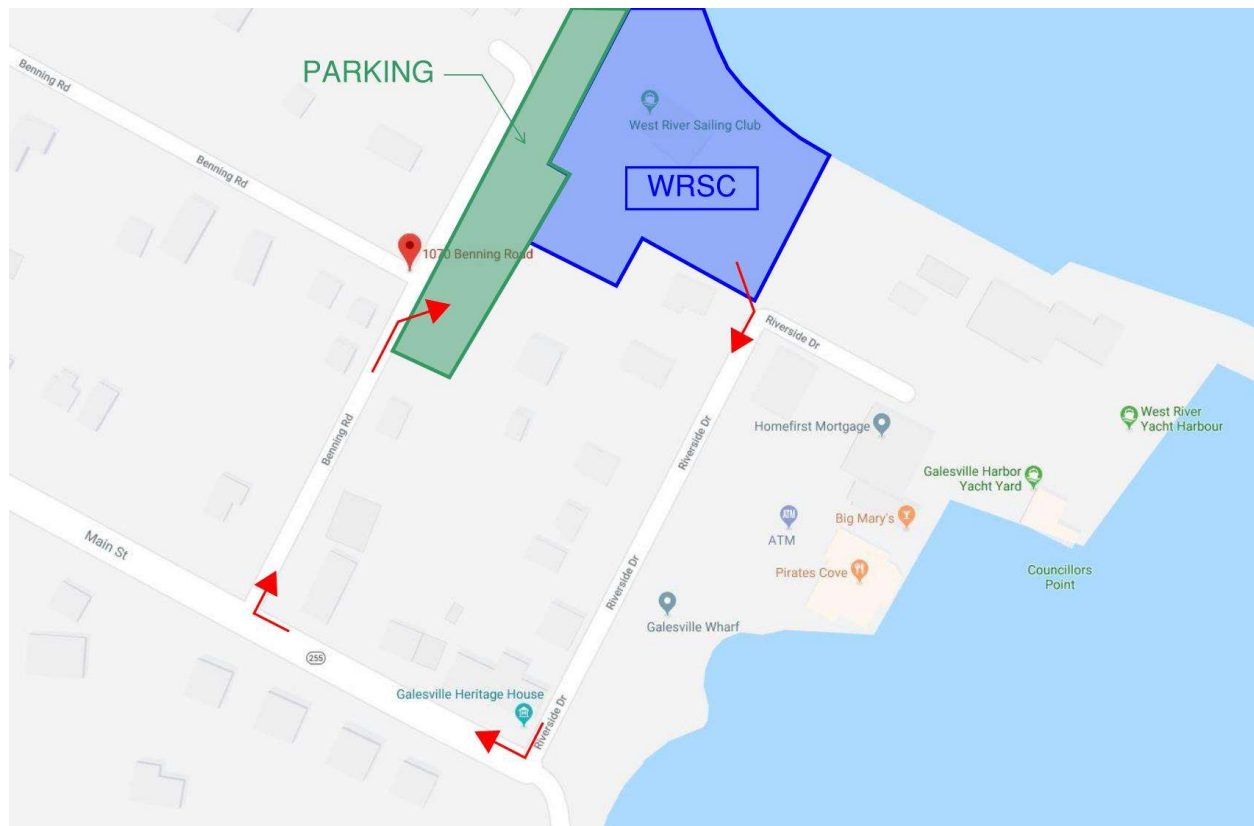 Benning Rd
PARKING
West River Sailing Club
WRSC
Benning Rd
1070 Benning Road
Riverside Dr
West River
Yacht Harbour
Homefirst Mortgage
Riverside Dr
Benning Rd
Galesville Harbor
Yacht Yard
Big Mary's
ATM
ATM
Main St
Pirates Cove
Councillors
Point
Riverside Dr
Galesville Wharf
255
Galesville Heritage House
Riverside Dr